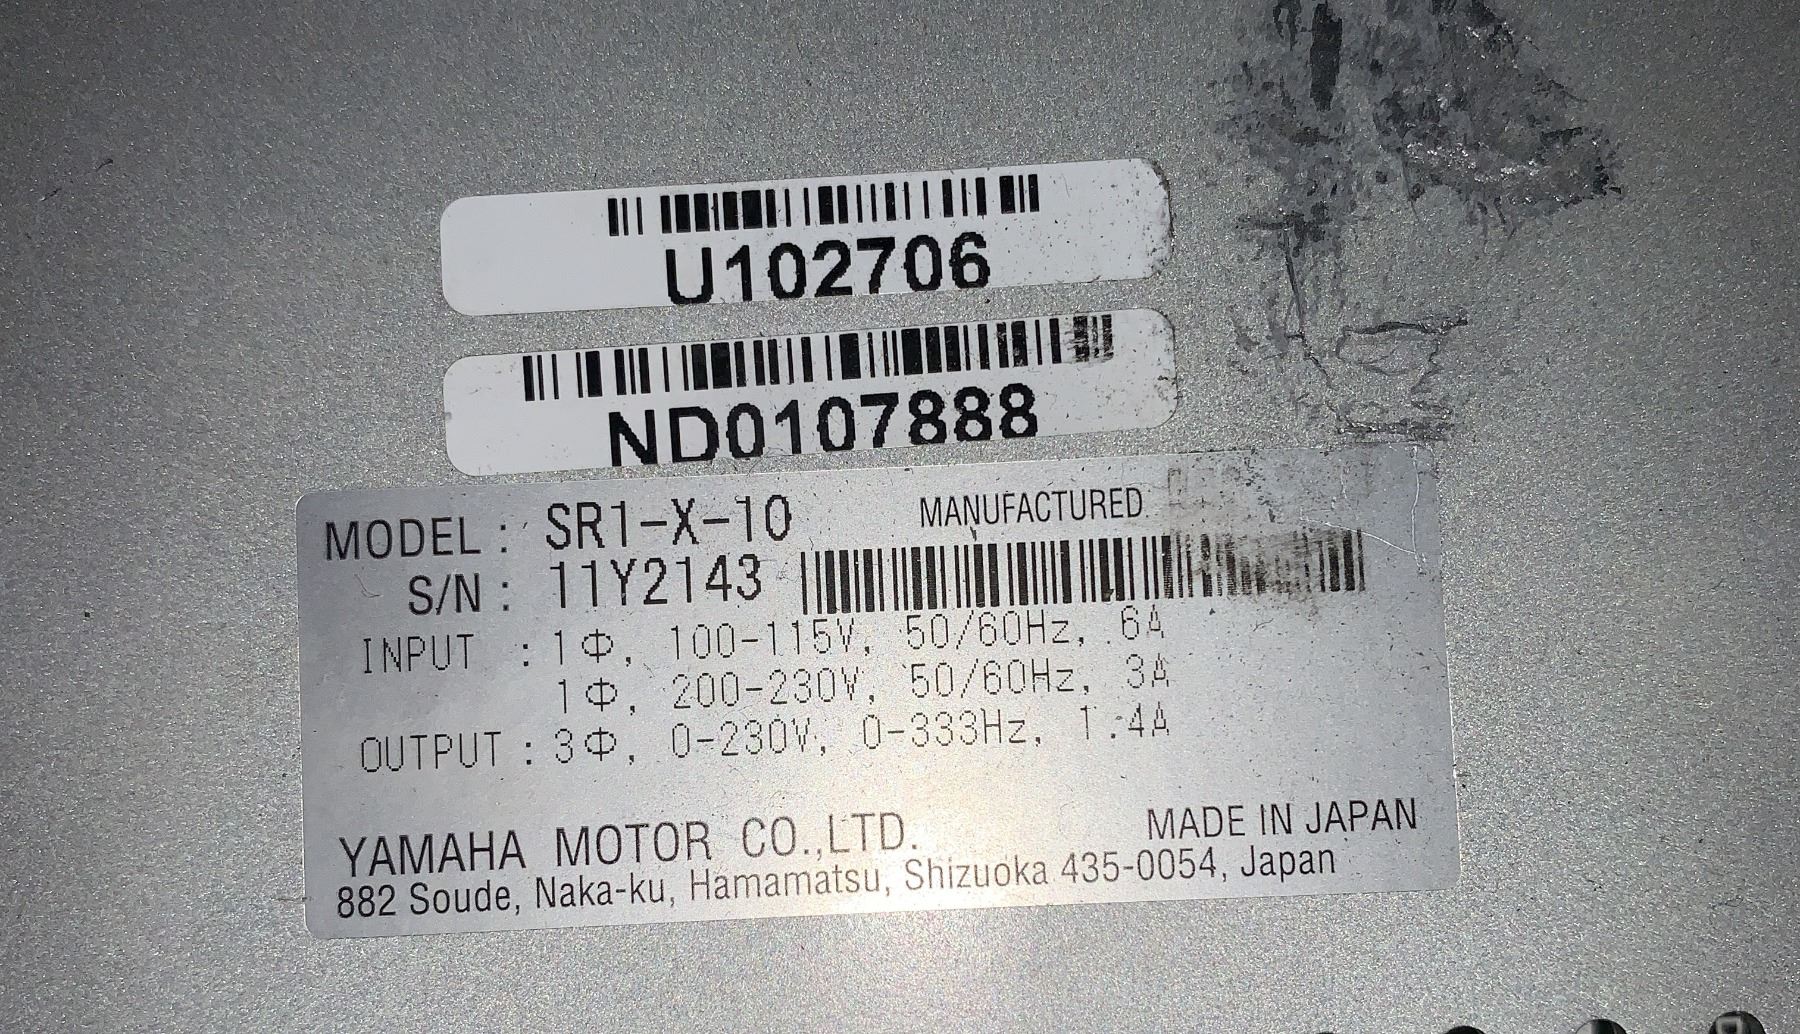 U102706
ND0107888
MODEL : SR1-X-10 MANUFACTURED
S/N : 11Y2143
INPUT : 1Φ, 100-115V, 50/60Hz, 6A
1Φ, 200-230V, 50/60Hz, 3A
OUTPUT : 3Φ, 0-230V, 0-333Hz, 1.4A
YAMAHA MOTOR CO.,LTD. MADE IN JAPAN
882 Soude, Naka-ku, Hamamatsu, Shizuoka 435-0054, Japan